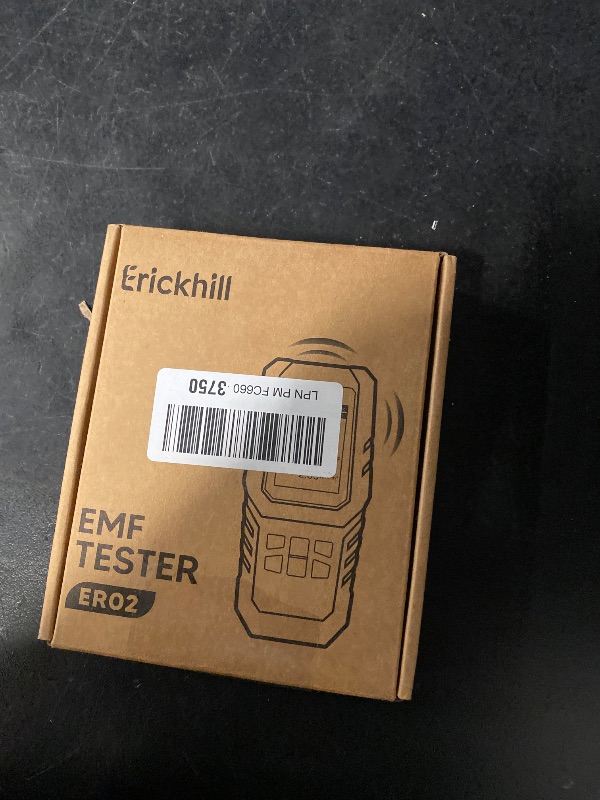 Erickhill
LPN PM FC660 · 3750
EMF
TESTER
ER02